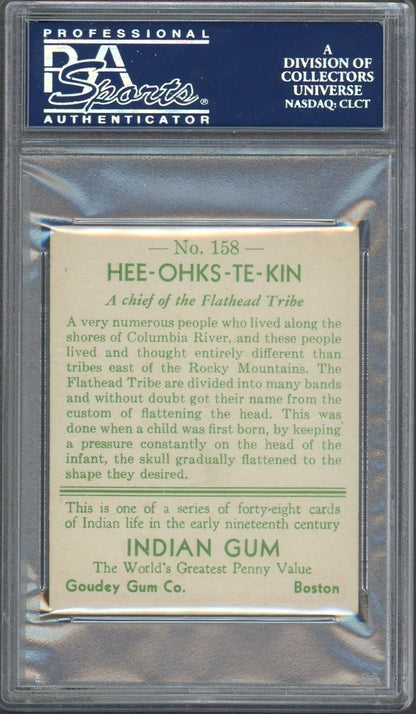 PROFESSIONAL
PSA
Sports®
AUTHENTICATOR
A
DIVISION OF
COLLECTORS
UNIVERSE
NASDAQ: CLCT
— No. 158 —
HEE-OHKS-TE-KIN
A chief of the Flathead Tribe
A very numerous people who lived along the
shores of Columbia River, and these people
lived and thought entirely different than
tribes east of the Rocky Mountains. The
Flathead Tribe are divided into many bands
and without doubt got their name from the
custom of flattening the head. This was
done when a child was first born, by keeping
a pressure constantly on the head of the
infant, the skull gradually flattened to the
shape they desired.
This is one of a series of forty-eight cards
of Indian life in the early nineteenth century
INDIAN GUM
The World's Greatest Penny Value
Goudey Gum Co. Boston